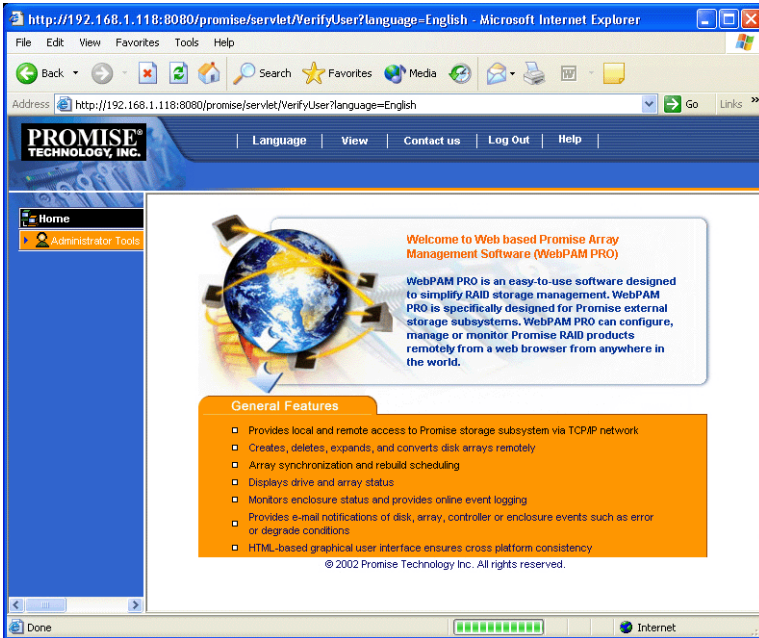 http://192.168.1.118:8080/promise/servlet/VerifyUser?language=English - Microsoft Internet Explorer
File Edit View Favorites Tools Help
Back Search Favorites Media
Address http://192.168.1.118:8080/promise/servlet/VerifyUser?language=English Go Links »
PROMISE®
TECHNOLOGY, INC.
| Language | View | Contact us | Log Out | Help |
Home
Administrator Tools
Welcome to Web based Promise Array
Management Software (WebPAM PRO)
WebPAM PRO is an easy-to-use software designed
to simplify RAID storage management. WebPAM
PRO is specifically designed for Promise external
storage subsystems. WebPAM PRO can configure,
manage or monitor Promise RAID products
remotely from a web browser from anywhere in
the world.
General Features
Provides local and remote access to Promise storage subsystem via TCP/IP network
Creates, deletes, expands, and converts disk arrays remotely
Array synchronization and rebuild scheduling
Displays drive and array status
Monitors enclosure status and provides online event logging
Provides e-mail notifications of disk, array, controller or enclosure events such as error
or degrade conditions
HTML-based graphical user interface ensures cross platform consistency
© 2002 Promise Technology Inc. All rights reserved.
Done Internet